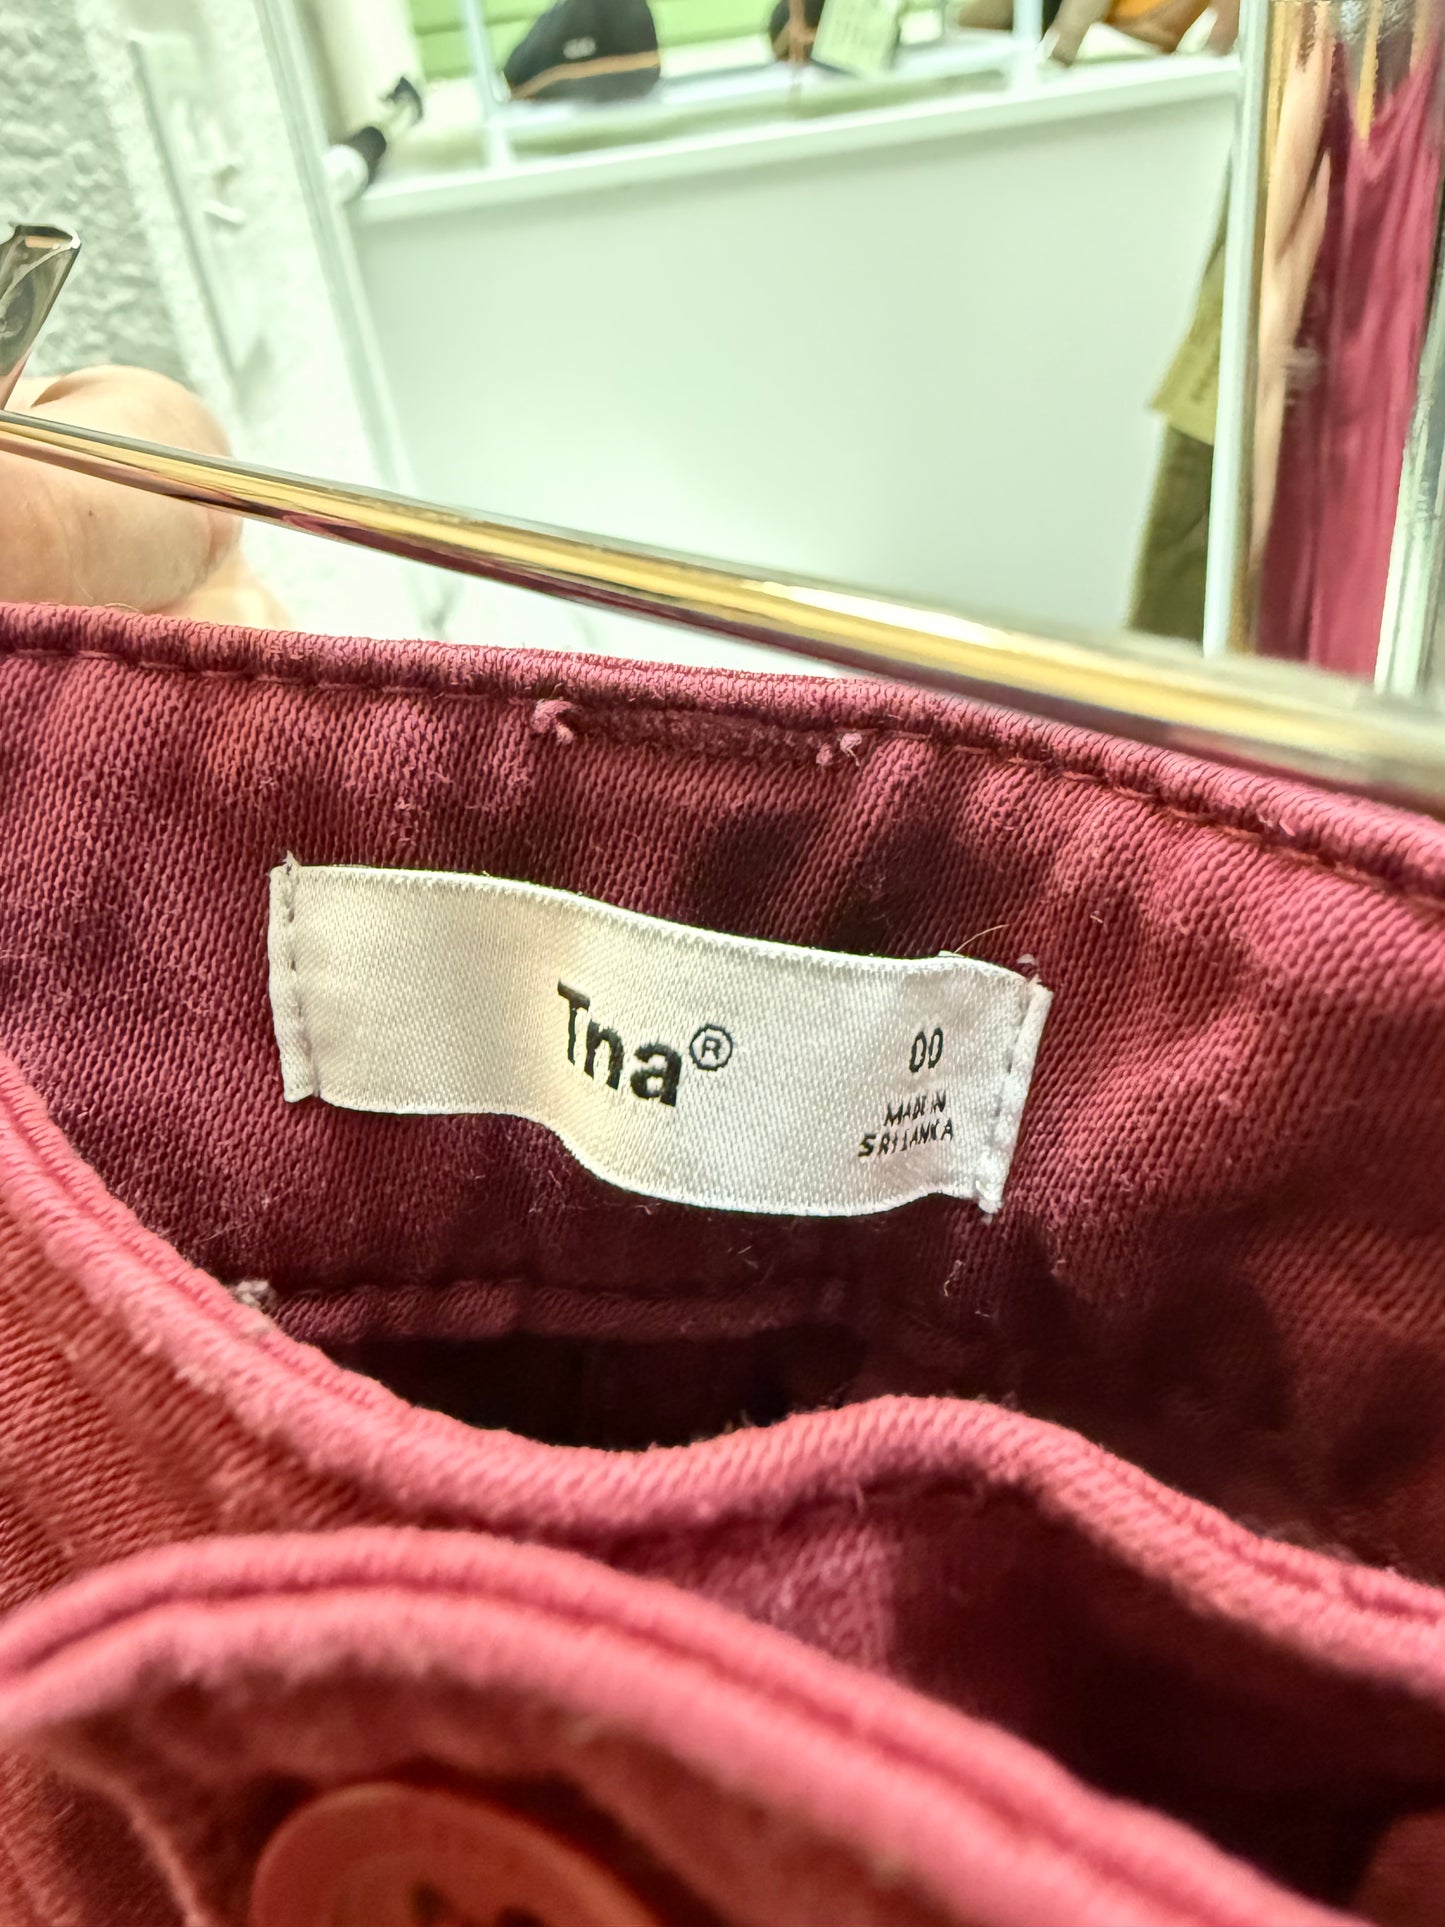 Tna®
00
MADE IN
SRI LANKA